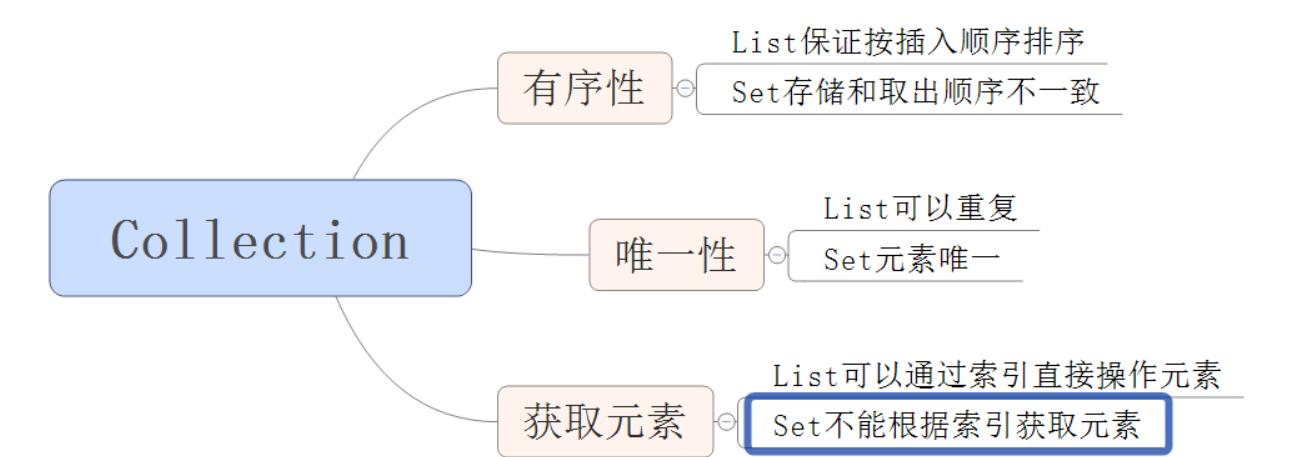 Collection
有序性
List保证按插入顺序排序
Set存储和取出顺序不一致
唯一性
List可以重复
Set元素唯一
获取元素
List可以通过索引直接操作元素
Set不能根据索引获取元素